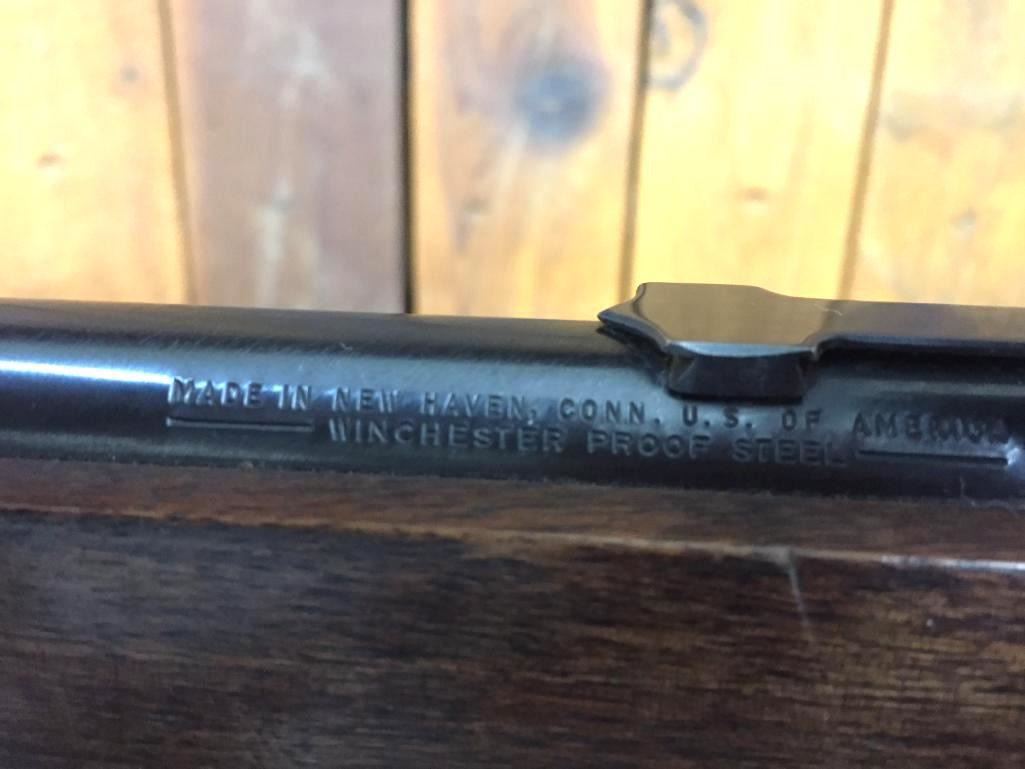 MADE IN NEW HAVEN, CONN. U.S. OF AMERICA
WINCHESTER PROOF STEEL